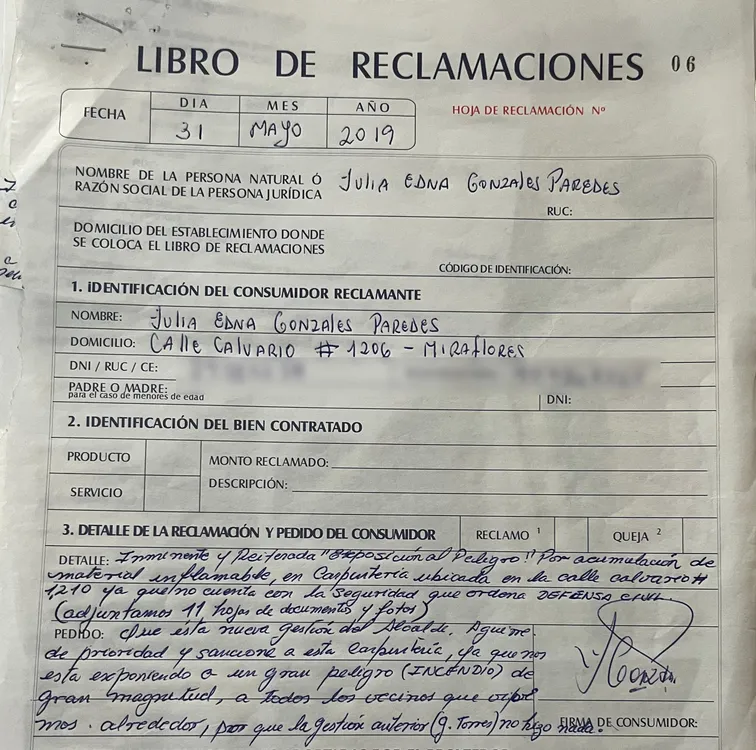 LIBRO DE RECLAMACIONES 06
FECHA DIA MES AÑO
31 MAYO 2019
HOJA DE RECLAMACIÓN Nº
NOMBRE DE LA PERSONA NATURAL Ó
RAZÓN SOCIAL DE LA PERSONA JURÍDICA
JULIA EDNA GONZALES PAREDES
RUC:
DOMICILIO DEL ESTABLECIMIENTO DONDE
SE COLOCA EL LIBRO DE RECLAMACIONES
CÓDIGO DE IDENTIFICACIÓN:
1. IDENTIFICACIÓN DEL CONSUMIDOR RECLAMANTE
NOMBRE: JULIA EDNA GONZALES PAREDES
DOMICILIO: CALLE CALVARIO # 1206 - MIRAFLORES
DNI / RUC / CE:
PADRE O MADRE:
para el caso de menores de edad
DNI:
2. IDENTIFICACIÓN DEL BIEN CONTRATADO
PRODUCTO
MONTO RECLAMADO:
SERVICIO
DESCRIPCIÓN:
3. DETALLE DE LA RECLAMACIÓN Y PEDIDO DEL CONSUMIDOR RECLAMO 1 QUEJA 2
DETALLE: Inminente y Reiterada "Exposición al Peligro"! Por acumulación de
material inflamable, en Carpintería ubicada en la calle calvario #
1210 ya que no cuenta con la seguridad que ordena DEFENSA CIVIL.
(adjuntamos 11 hojas de documentos y fotos)
PEDIDO: Que ésta nueva gestión del Alcalde, Aguirre
de prioridad y sancione a esta carpintería, ya que nos
esta exponiendo a un gran peligro (INCENDIO) de
gran magnitud, a todos los vecinos que
mos. alrededor, por que la gestión anterior (g. Torres) no hizo nada.
FIRMA DE CONSUMIDOR: